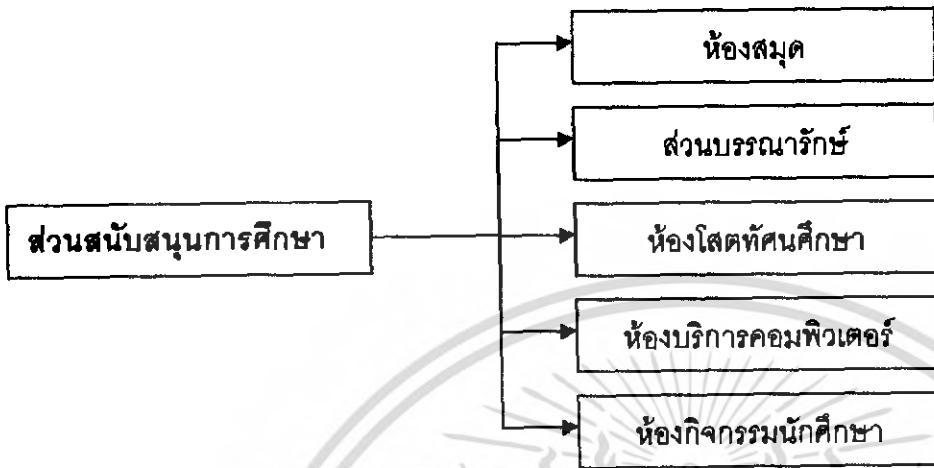 ห้องสมุด
ส่วนบรรณารักษ์
ส่วนสนับสนุนการศึกษา
ห้องโสตทัศนศึกษา
ห้องบริการคอมพิวเตอร์
ห้องกิจกรรมนักศึกษา